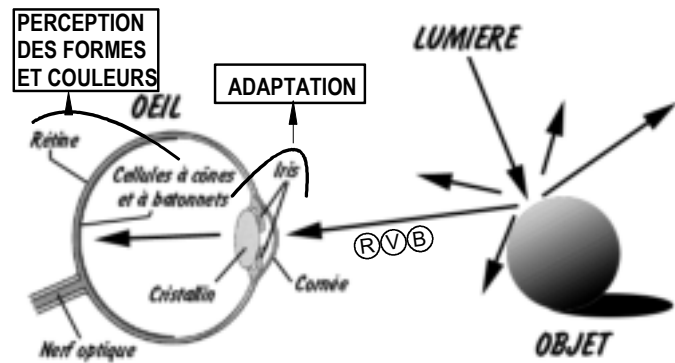 PERCEPTION
DES FORMES
ET COULEURS
LUMIERE
ADAPTATION
OEIL
Rétine
Iris
Cellules à cônes
et à batonnets
R V B
Cristallin
Cornée
Nerf optique
OBJET